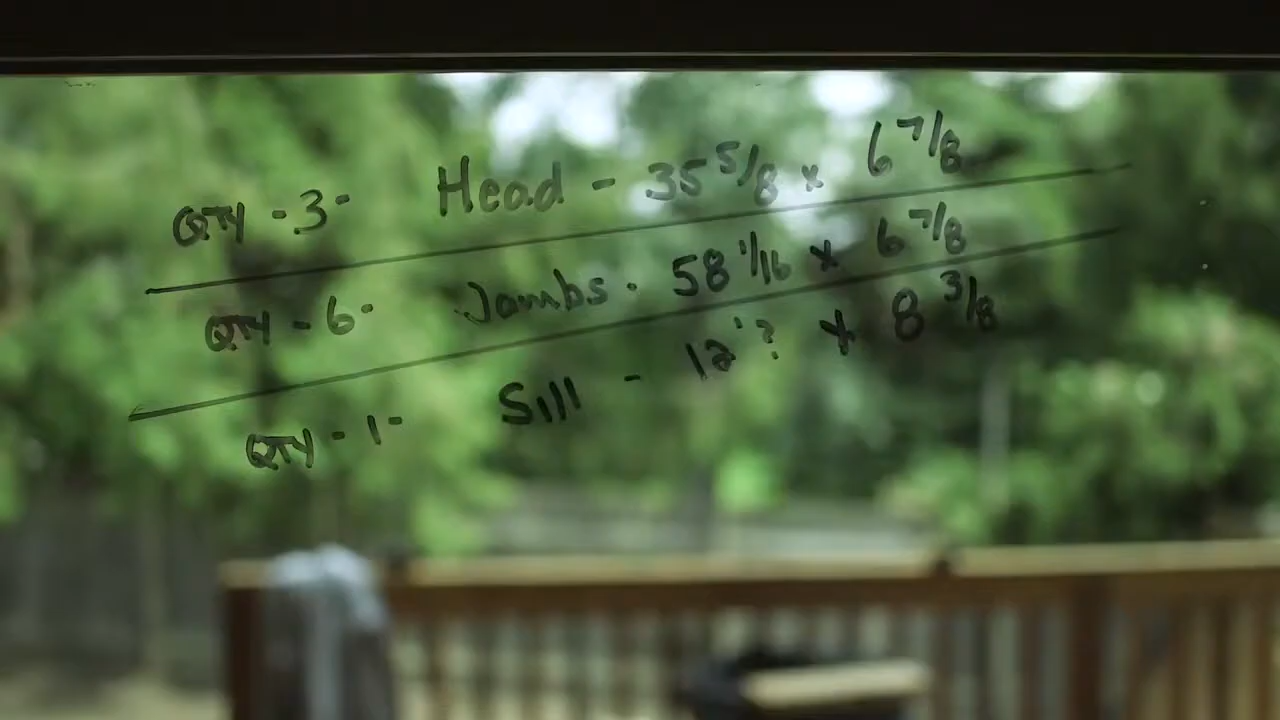 QTY - 3 - Head - 35 5/8 x 6 7/8
QTY - 6 - Jambs - 58 1/16 x 6 7/8
QTY - 1 - Sill - 12'? x 8 3/8